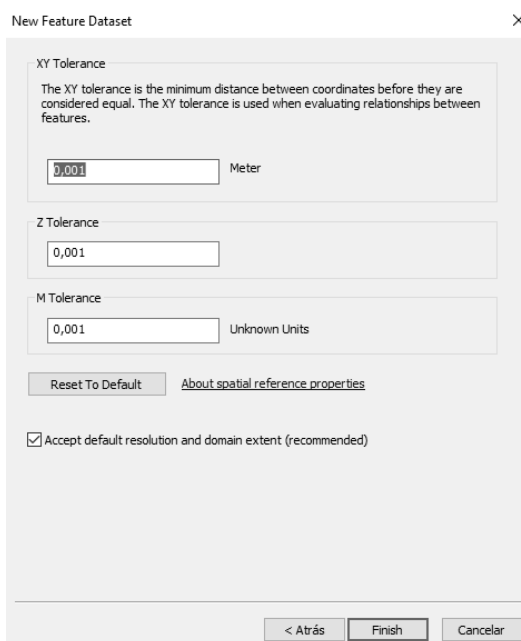 New Feature Dataset
XY Tolerance
The XY tolerance is the minimum distance between coordinates before they are
considered equal. The XY tolerance is used when evaluating relationships between
features.
0,001 Meter
Z Tolerance
0,001
M Tolerance
0,001 Unknown Units
Reset To Default About spatial reference properties
Accept default resolution and domain extent (recommended)
< Atrás Finish Cancelar